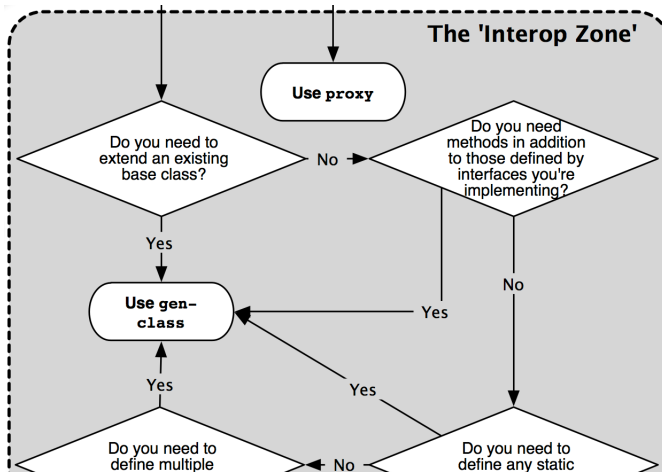 The 'Interop Zone'
Use proxy
Do you need to
extend an existing
base class?
No
Do you need
methods in addition
to those defined by
interfaces you're
implementing?
Yes
No
Use gen-
class
Yes
Yes
Yes
Do you need to
define multiple
No
Do you need to
define any static